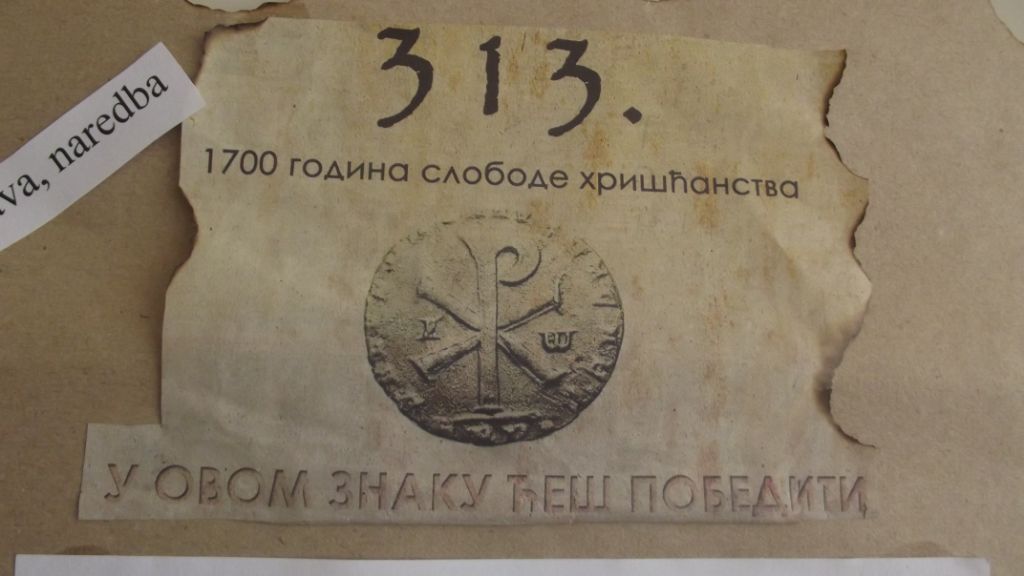 313.
va, naredba
1700 година слободе хришћанства
У ОВОМ ЗНАКУ ЋЕШ ПОБЕДИТИ